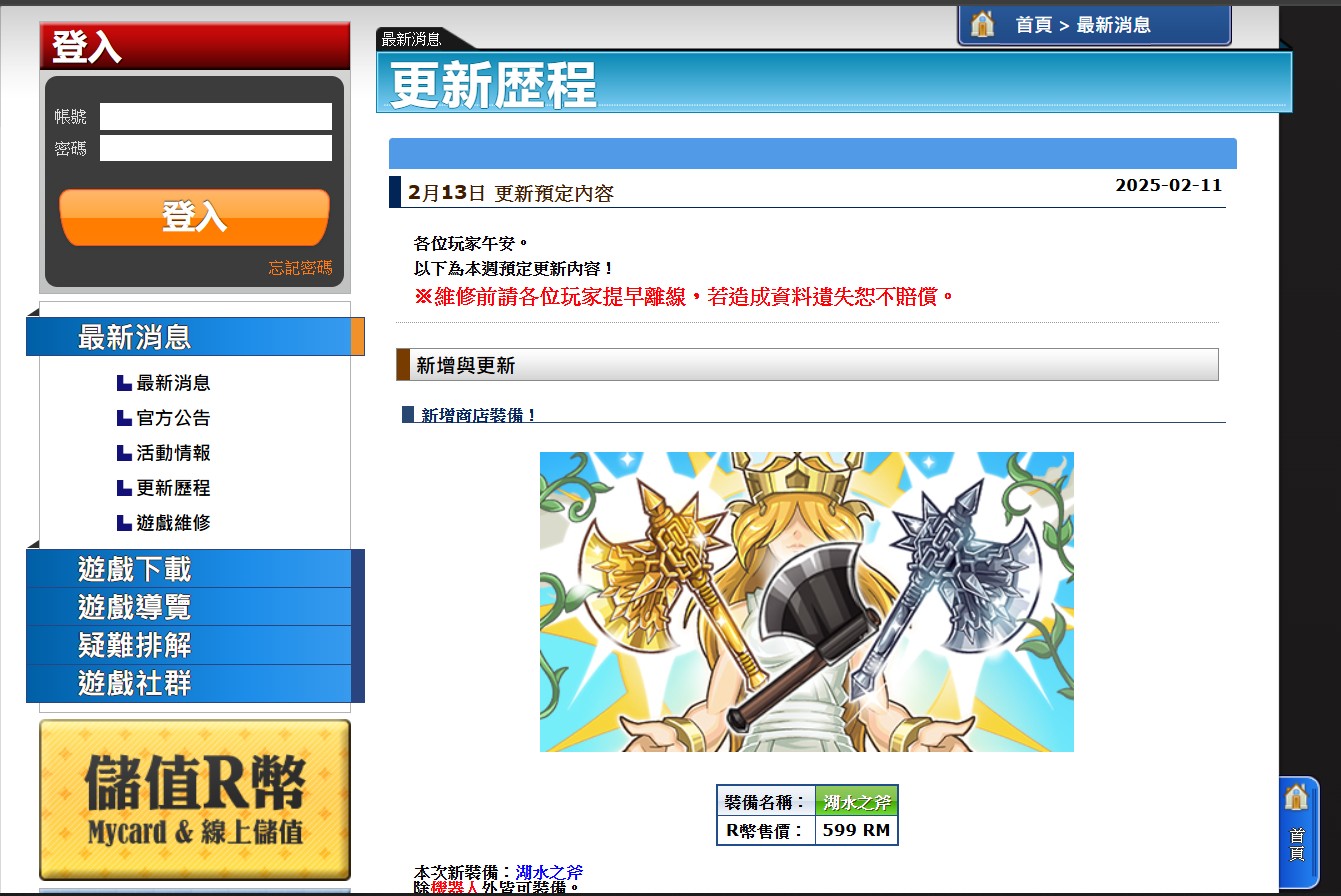 登入
帳號
密碼
登入
忘記密碼
最新消息
最新消息
官方公告
活動情報
更新歷程
遊戲維修
遊戲下載
遊戲導覽
疑難排解
遊戲社群
儲值R幣
Mycard & 線上儲值
首頁 > 最新消息
最新消息
更新歷程
2月13日 更新預定內容
2025-02-11
各位玩家午安。
以下為本週預定更新內容！
※維修前請各位玩家提早離線，若造成資料遺失恕不賠償。
新增與更新
新增商店裝備！
裝備名稱： 湖水之斧
R幣售價： 599 RM
本次新裝備：湖水之斧
除機器人外皆可裝備。
首頁